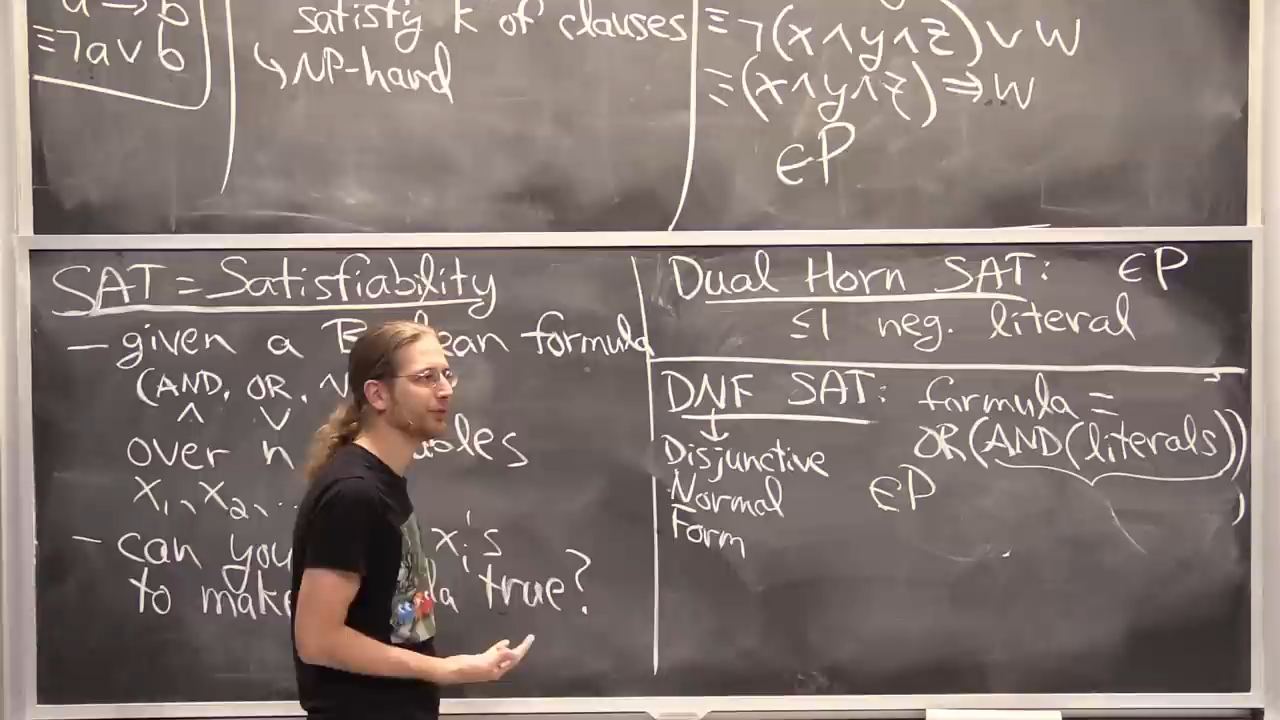 ≡¬a∨b
satisfy k of clauses
↳NP-hard
≡¬(x∧y∧z)∨w
≡(x∧y∧z)⇒w
∈P
SAT = Satisfiability
— given a Boolean formula
(AND, OR, N
∧ ∨
over n
x₁, x₂, ..
- can you xᵢ's
to make true?
Dual Horn SAT: ∈P
≤1 neg. literal
DNF SAT: formula =
OR(AND(literals))
Disjunctive
Normal ∈P
Form